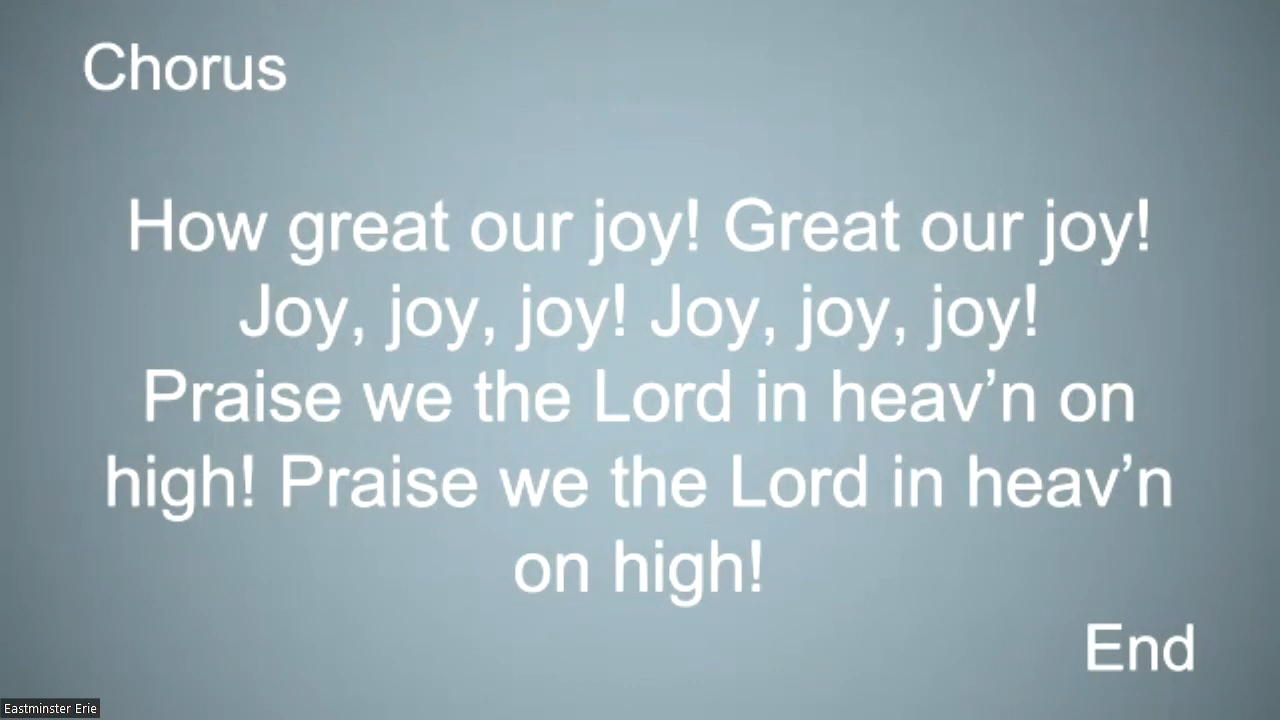 Chorus
How great our joy! Great our joy!
Joy, joy, joy! Joy, joy, joy!
Praise we the Lord in heav’n on
high! Praise we the Lord in heav’n
on high!
End
Eastminster Erie